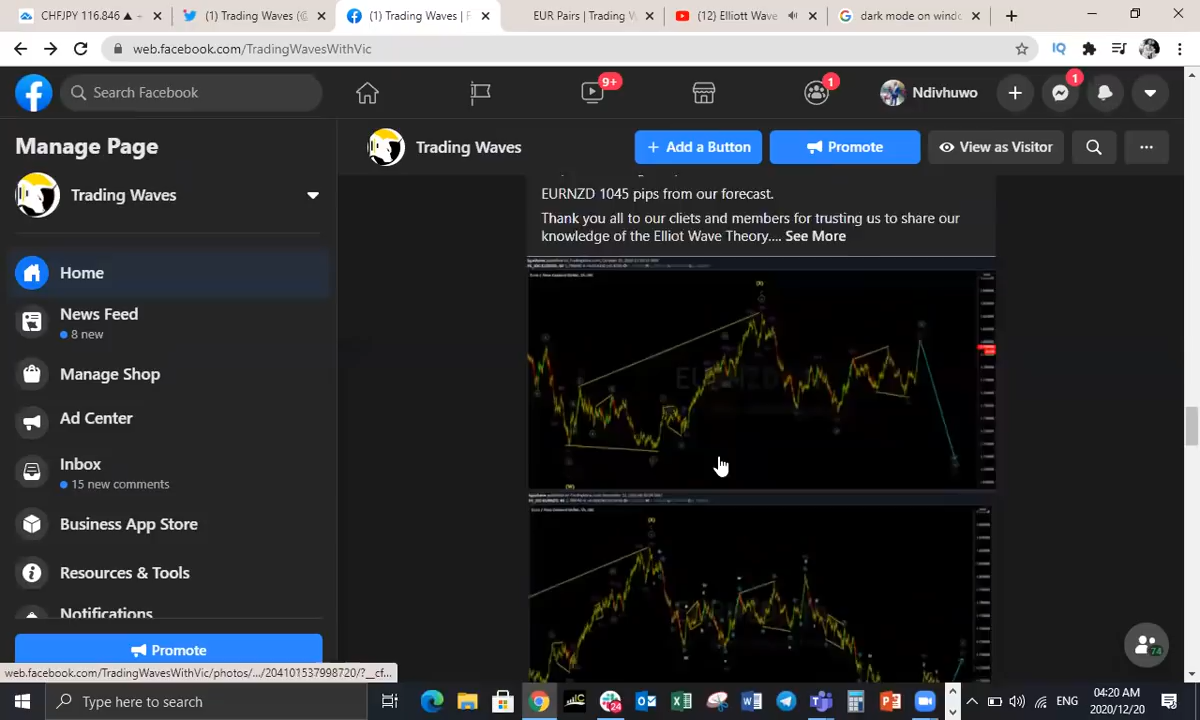 CHFJPY 116.846 ▲ +
(1) Trading Waves (@
(1) Trading Waves | F
EUR Pairs | Trading W
(12) Elliott Wave
dark mode on windo
web.facebook.com/TradingWavesWithVic
Search Facebook
9+
1
Ndivhuwo
1
Manage Page
Trading Waves
+ Add a Button
Promote
View as Visitor
Trading Waves
EURNZD 1045 pips from our forecast.
Thank you all to our cliets and members for trusting us to share our
knowledge of the Elliot Wave Theory.... See More
Home
News Feed
8 new
Manage Shop
Ad Center
Inbox
15 new comments
Business App Store
Resources & Tools
Notifications
Promote
EURNZD
74
web.facebook.com/TradingWavesWithVic/photos/.../204101537998720/?__cf...
Type here to search
24
ENG
04:20 AM
2020/12/20